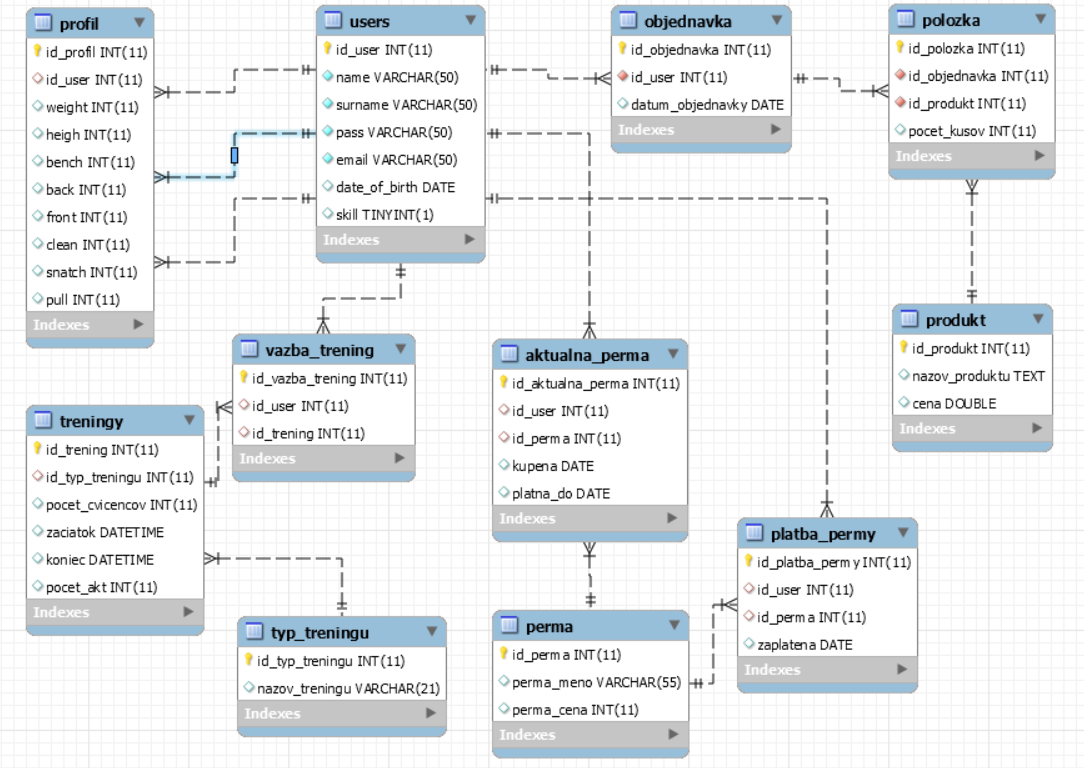 profil
id_profil INT(11)
id_user INT(11)
weight INT(11)
heigh INT(11)
bench INT(11)
back INT(11)
front INT(11)
clean INT(11)
snatch INT(11)
pull INT(11)
Indexes
users
id_user INT(11)
name VARCHAR(50)
surname VARCHAR(50)
pass VARCHAR(50)
email VARCHAR(50)
date_of_birth DATE
skill TINYINT(1)
Indexes
objednavka
id_objednavka INT(11)
id_user INT(11)
datum_objednavky DATE
Indexes
polozka
id_polozka INT(11)
id_objednavka INT(11)
id_produkt INT(11)
pocet_kusov INT(11)
Indexes
vazba_trening
id_vazba_trening INT(11)
id_user INT(11)
id_trening INT(11)
Indexes
aktualna_perma
id_aktualna_perma INT(11)
id_user INT(11)
id_perma INT(11)
kupena DATE
platna_do DATE
Indexes
produkt
id_produkt INT(11)
nazov_produktu TEXT
cena DOUBLE
Indexes
treningy
id_trening INT(11)
id_typ_treningu INT(11)
pocet_cvicencov INT(11)
zaciatok DATETIME
koniec DATETIME
pocet_akt INT(11)
Indexes
typ_treningu
id_typ_treningu INT(11)
nazov_treningu VARCHAR(21)
Indexes
perma
id_perma INT(11)
perma_meno VARCHAR(55)
perma_cena INT(11)
Indexes
platba_permy
id_platba_permy INT(11)
id_user INT(11)
id_perma INT(11)
zaplatena DATE
Indexes